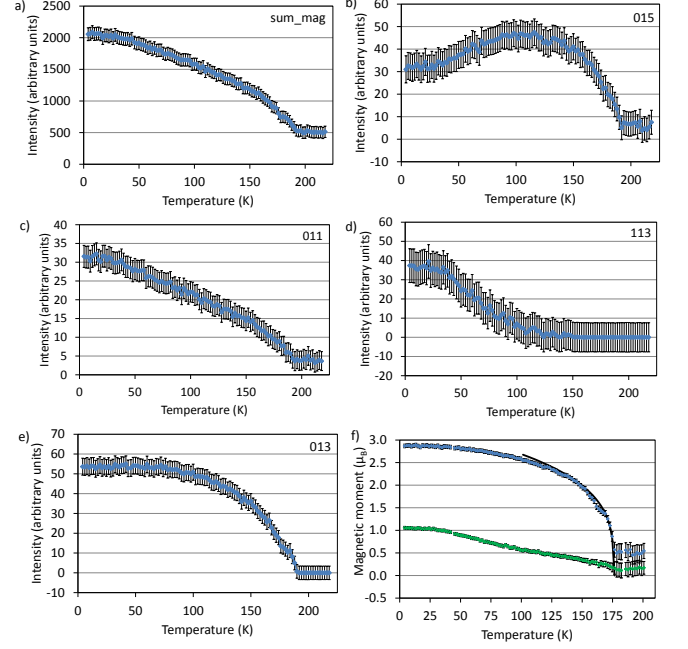 a)
sum_mag
Intensity (arbitrary units)
2500
2000
1500
1000
500
0
0 50 100 150 200
Temperature (K)
b)
015
Intensity (arbitrary units)
60
50
40
30
20
10
0
-10
0 50 100 150 200
Temperature (K)
c)
011
Intensity (arbitrary units)
40
35
30
25
20
15
10
5
0
0 50 100 150 200
Temperature (K)
d)
113
Intensity (arbitrary units)
60
50
40
30
20
10
0
-10
-20
0 50 100 150 200
Temperature (K)
e)
013
Intensity (arbitrary units)
70
60
50
40
30
20
10
0
-10
0 50 100 150 200
Temperature (K)
f)
Magnetic moment (μB)
3.0
2.5
2.0
1.5
1.0
0.5
0.0
-0.5
0 25 50 75 100 125 150 175 200
Temperature (K)